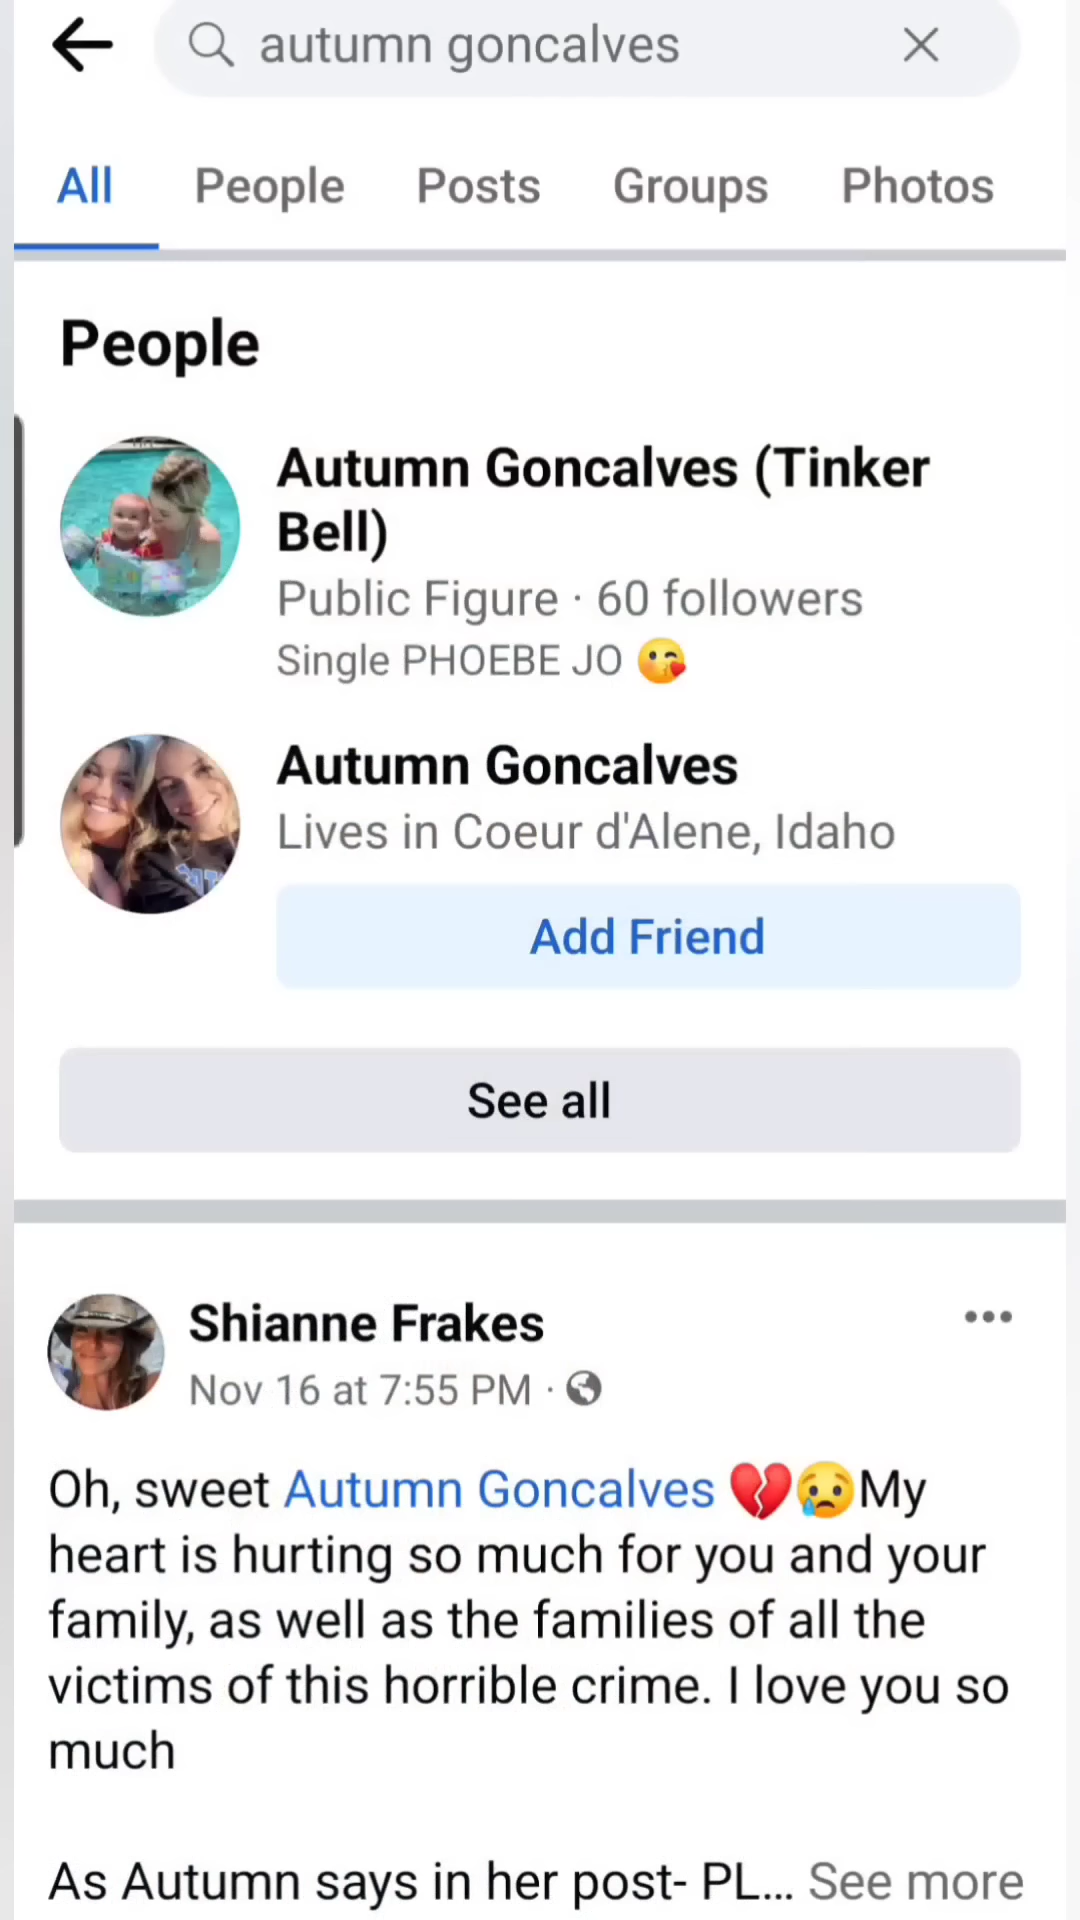 autumn goncalves
All People Posts Groups Photos
People
Autumn Goncalves (Tinker
Bell)
Public Figure · 60 followers
Single PHOEBE JO 😘
Autumn Goncalves
Lives in Coeur d'Alene, Idaho
Add Friend
See all
Shianne Frakes
Nov 16 at 7:55 PM ·
Oh, sweet Autumn Goncalves 💔😢My
heart is hurting so much for you and your
family, as well as the families of all the
victims of this horrible crime. I love you so
much
As Autumn says in her post- PL... See more